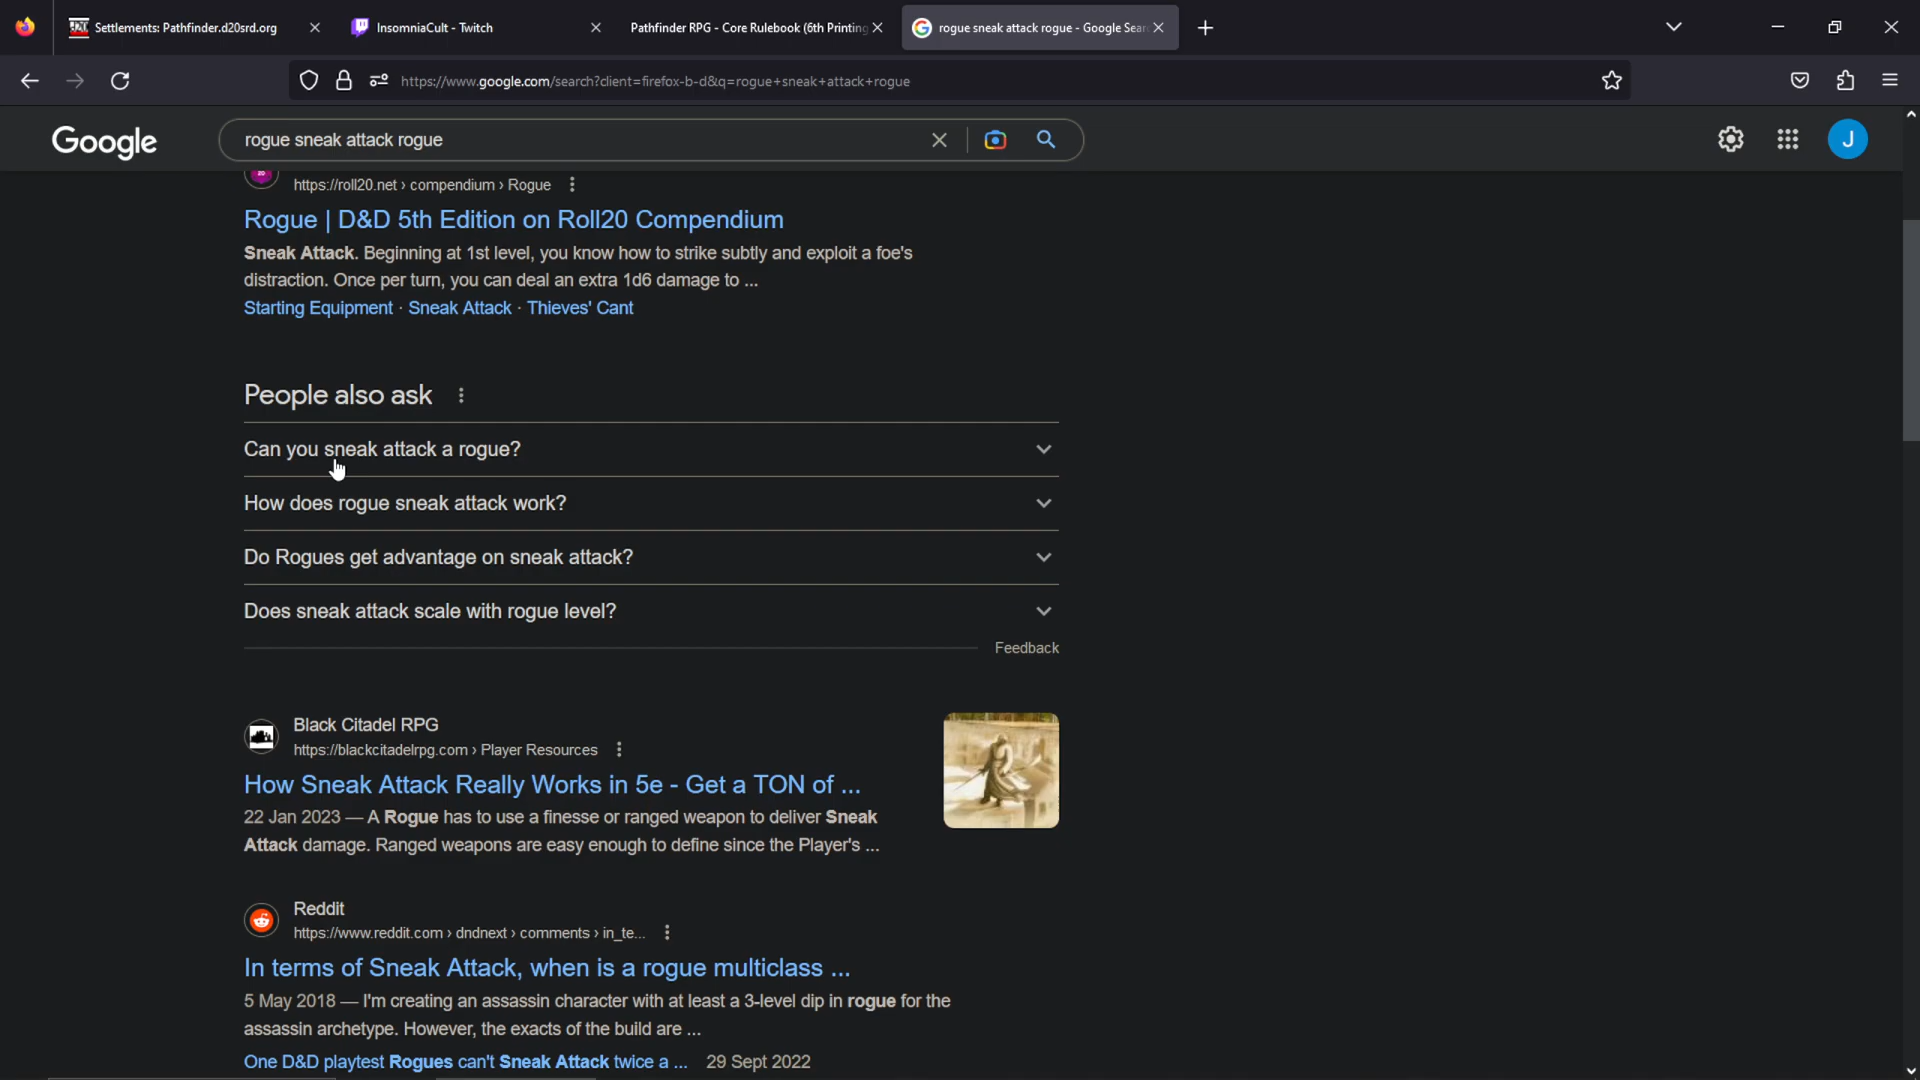 Settlements: Pathfinder.d20srd.org
InsomniaCult - Twitch
Pathfinder RPG - Core Rulebook (6th Printing
rogue sneak attack rogue - Google Sear
https://www.google.com/search?client=firefox-b-d&q=rogue+sneak+attack+rogue
Google
rogue sneak attack rogue
J
20
https://roll20.net › compendium › Rogue
Rogue | D&D 5th Edition on Roll20 Compendium
Sneak Attack. Beginning at 1st level, you know how to strike subtly and exploit a foe's
distraction. Once per turn, you can deal an extra 1d6 damage to ...
Starting Equipment · Sneak Attack · Thieves' Cant
People also ask
Can you sneak attack a rogue?
How does rogue sneak attack work?
Do Rogues get advantage on sneak attack?
Does sneak attack scale with rogue level?
Feedback
Black Citadel RPG
https://blackcitadelrpg.com › Player Resources
How Sneak Attack Really Works in 5e - Get a TON of ...
22 Jan 2023 — A Rogue has to use a finesse or ranged weapon to deliver Sneak
Attack damage. Ranged weapons are easy enough to define since the Player's ...
Reddit
https://www.reddit.com › dndnext › comments › in_te...
In terms of Sneak Attack, when is a rogue multiclass ...
5 May 2018 — I'm creating an assassin character with at least a 3-level dip in rogue for the
assassin archetype. However, the exacts of the build are ...
One D&D playtest Rogues can't Sneak Attack twice a ... 29 Sept 2022